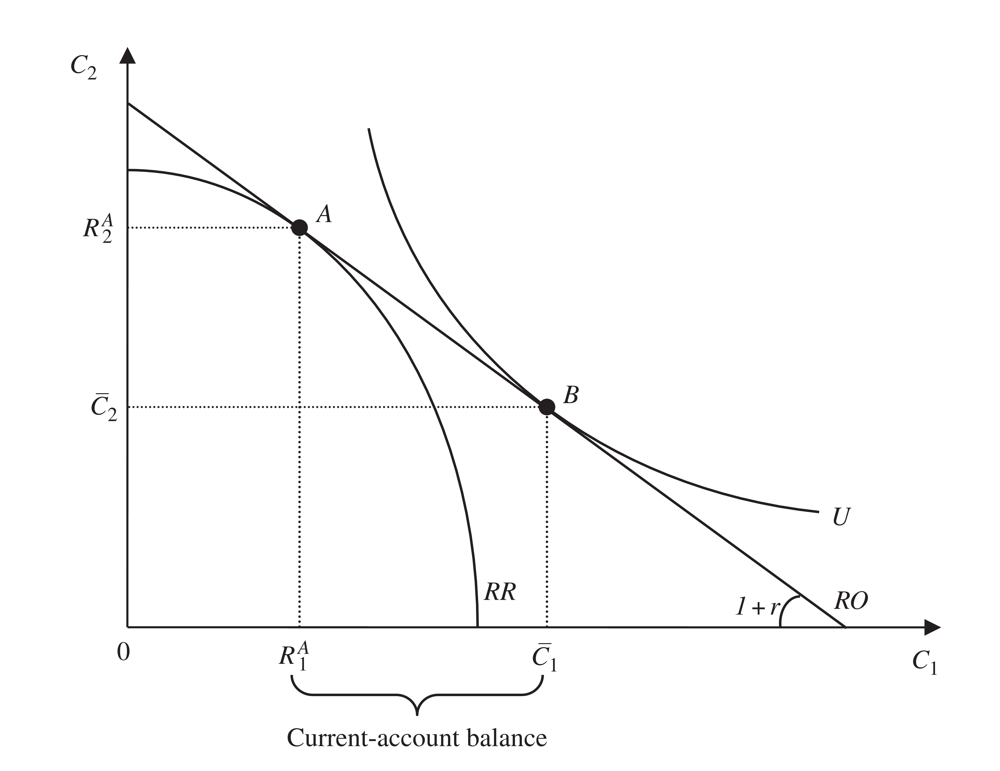 C₂
A
R₂ᴬ
B
C̅₂
U
RR
1 + r
RO
0
R₁ᴬ
C̅₁
C₁
Current-account balance